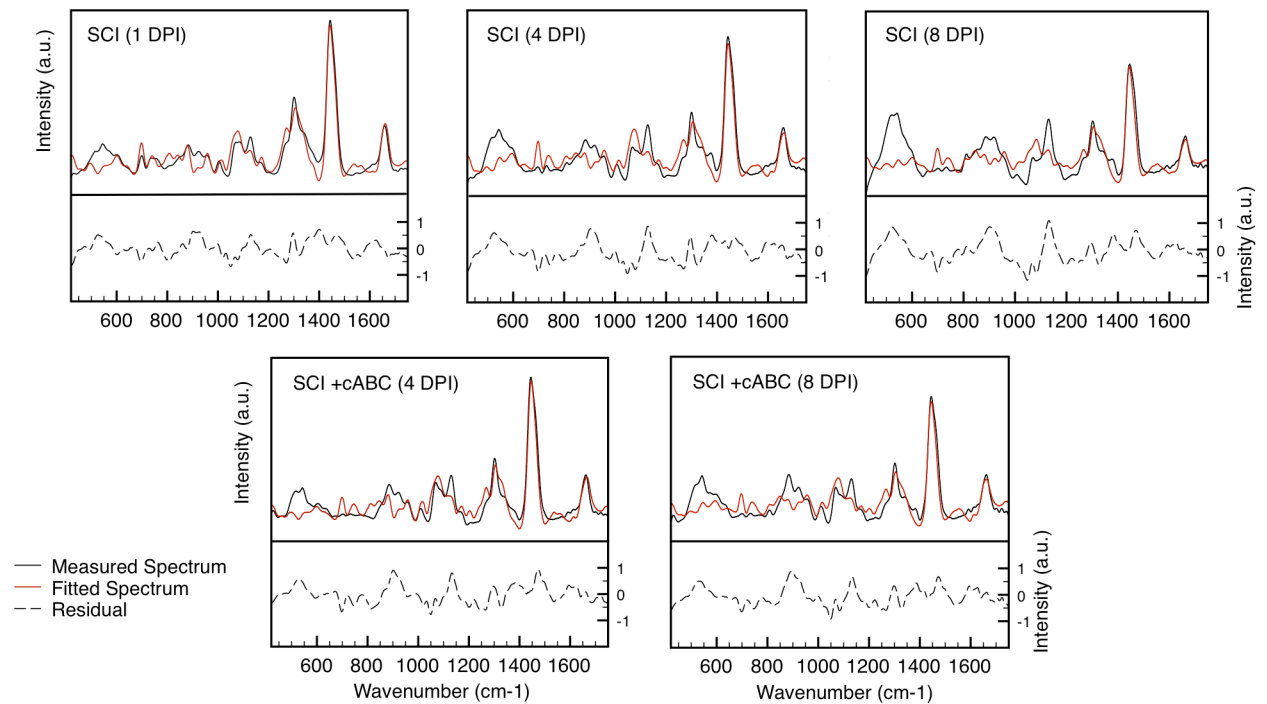 SCI (1 DPI)
SCI (4 DPI)
SCI (8 DPI)
Intensity (a.u.)
1
0
-1
1
0
-1
1
0
-1
Intensity (a.u.)
600 800 1000 1200 1400 1600
600 800 1000 1200 1400 1600
600 800 1000 1200 1400 1600
SCI +cABC (4 DPI)
SCI +cABC (8 DPI)
Intensity (a.u.)
1
0
-1
1
0
-1
Intensity (a.u.)
Measured Spectrum
Fitted Spectrum
Residual
600 800 1000 1200 1400 1600
600 800 1000 1200 1400 1600
Wavenumber (cm-1)
Wavenumber (cm-1)